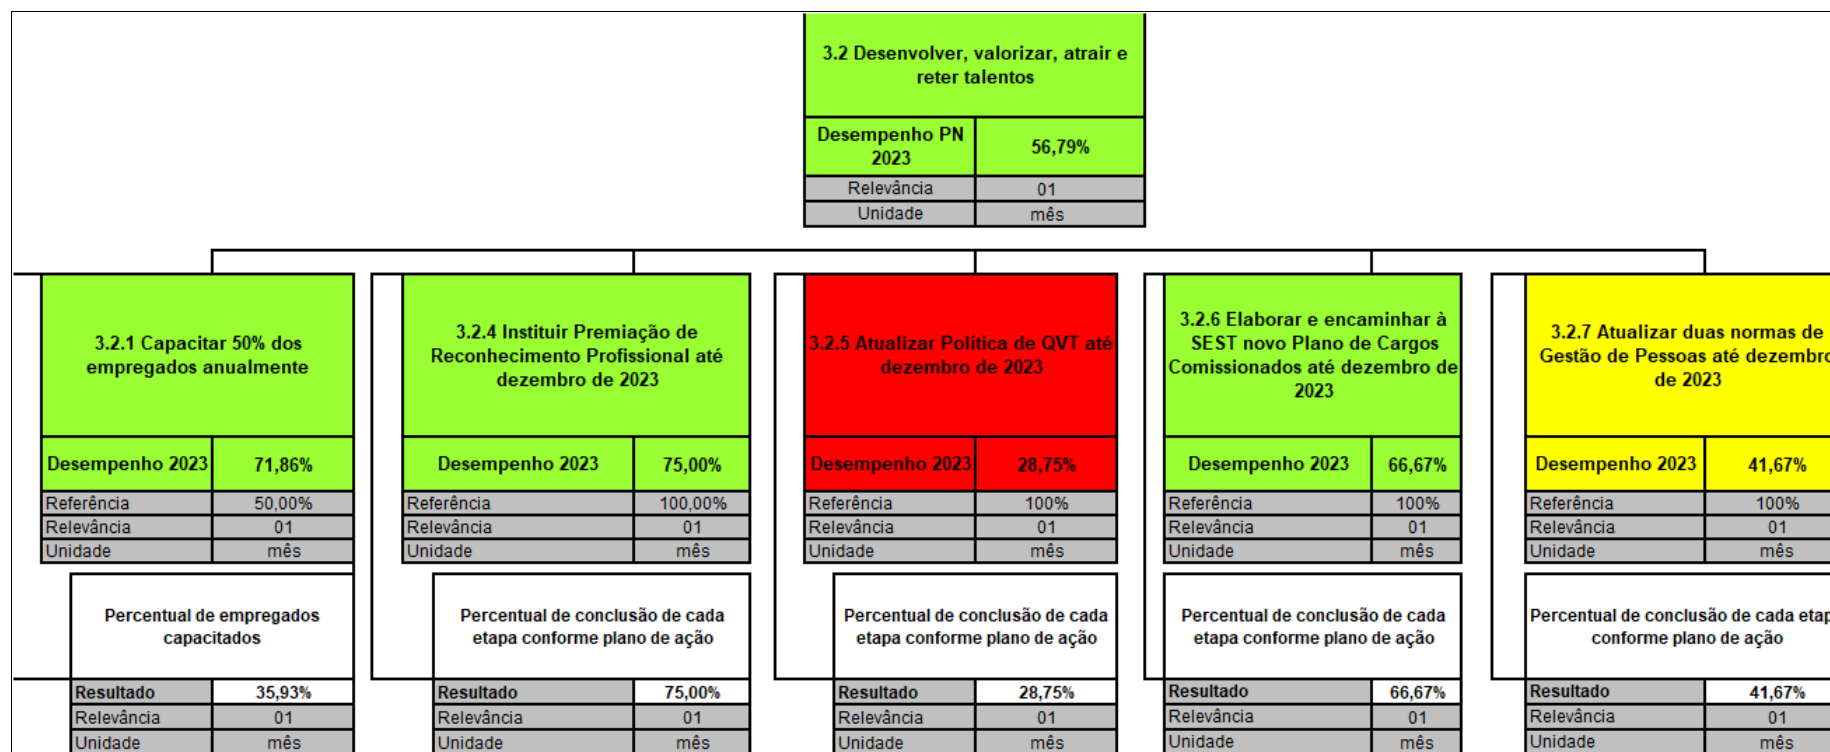 3.2 Desenvolver, valorizar, atrair e
reter talentos
Desempenho PN
2023
56,79%
Relevância 01
Unidade mês
3.2.1 Capacitar 50% dos
empregados anualmente
Desempenho 2023 71,86%
Referência 50,00%
Relevância 01
Unidade mês
Percentual de empregados
capacitados
Resultado 35,93%
Relevância 01
Unidade mês
3.2.4 Instituir Premiação de
Reconhecimento Profissional até
dezembro de 2023
Desempenho 2023 75,00%
Referência 100,00%
Relevância 01
Unidade mês
Percentual de conclusão de cada
etapa conforme plano de ação
Resultado 75,00%
Relevância 01
Unidade mês
3.2.5 Atualizar Política de QVT até
dezembro de 2023
Desempenho 2023 28,75%
Referência 100%
Relevância 01
Unidade mês
Percentual de conclusão de cada
etapa conforme plano de ação
Resultado 28,75%
Relevância 01
Unidade mês
3.2.6 Elaborar e encaminhar à
SEST novo Plano de Cargos
Comissionados até dezembro de
2023
Desempenho 2023 66,67%
Referência 100%
Relevância 01
Unidade mês
Percentual de conclusão de cada
etapa conforme plano de ação
Resultado 66,67%
Relevância 01
Unidade mês
3.2.7 Atualizar duas normas de
Gestão de Pessoas até dezembro
de 2023
Desempenho 2023 41,67%
Referência 100%
Relevância 01
Unidade mês
Percentual de conclusão de cada etap
conforme plano de ação
Resultado 41,67%
Relevância 01
Unidade mês